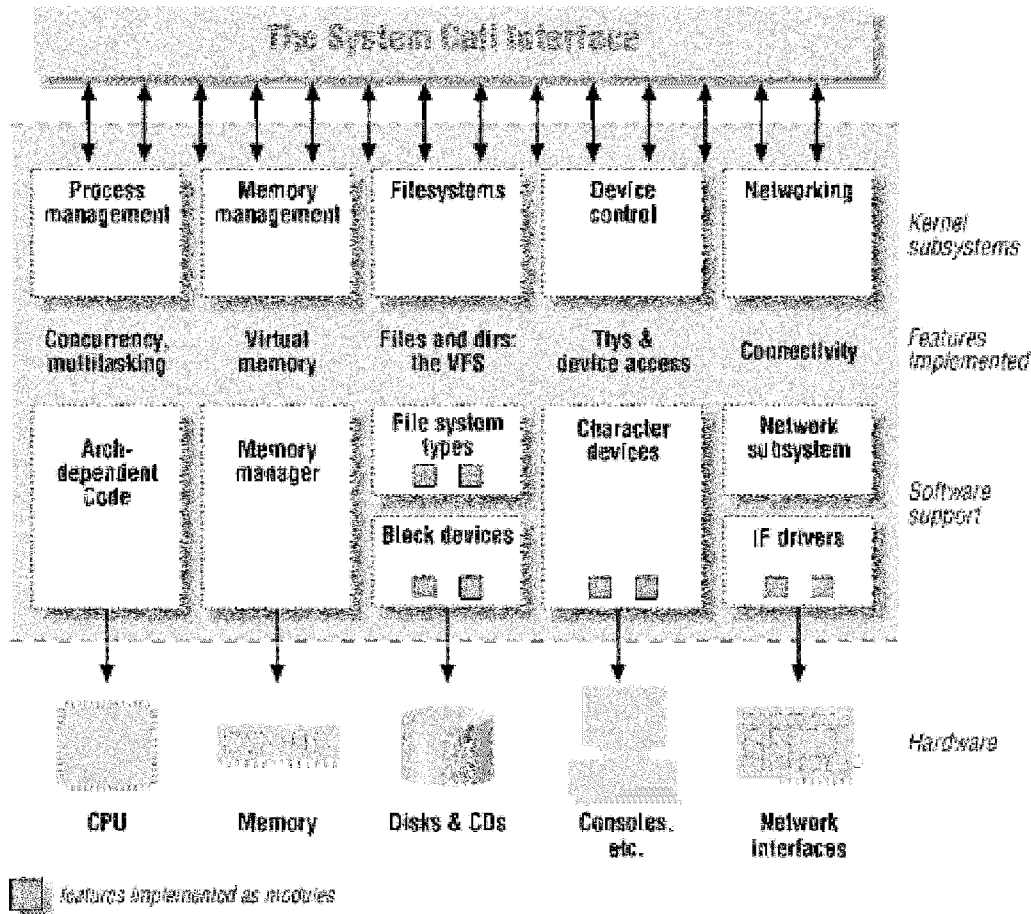 The System Call Interface
Process
management
Memory
management
Filesystems
Device
control
Networking
Kernel
subsystems
Concurrency,
multitasking
Virtual
memory
Files and dirs:
the VFS
Ttys &
device access
Connectivity
Features
implemented
Arch-
dependent
Code
Memory
manager
File system
types
Character
devices
Network
subsystem
Software
support
Block devices
IF drivers
Hardware
CPU
Memory
Disks & CDs
Consoles,
etc.
Network
interfaces
features implemented as modules